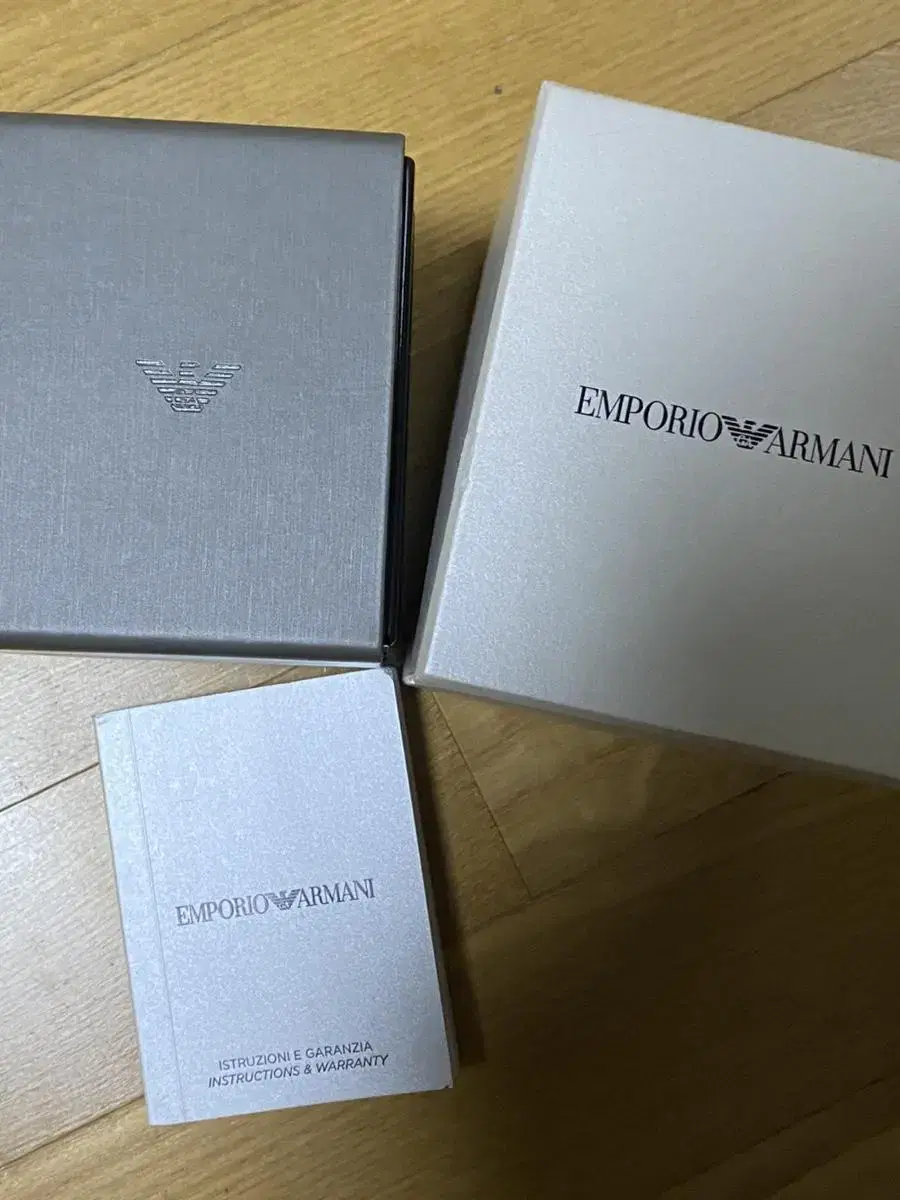 EMPORIO ARMANI
EMPORIO ARMANI
ISTRUZIONI E GARANZIA
INSTRUCTIONS & WARRANTY